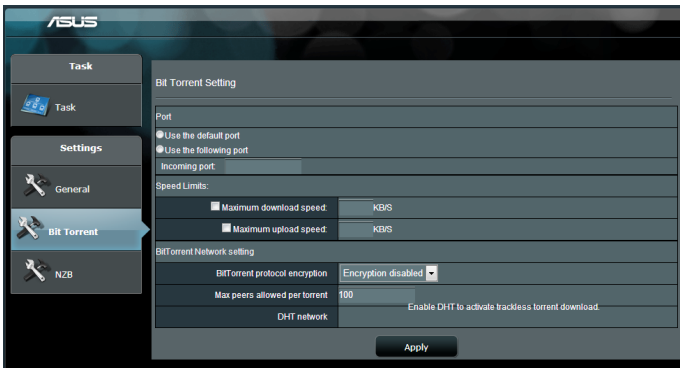 ASUS
Task
Task
Settings
General
Bit Torrent
NZB
Bit Torrent Setting
Port
Use the default port
Use the following port
Incoming port:
Speed Limits:
Maximum download speed: KB/S
Maximum upload speed: KB/S
BitTorrent Network setting
BitTorrent protocol encryption Encryption disabled
Max peers allowed per torrent 100
DHT network Enable DHT to activate trackless torrent download.
Apply